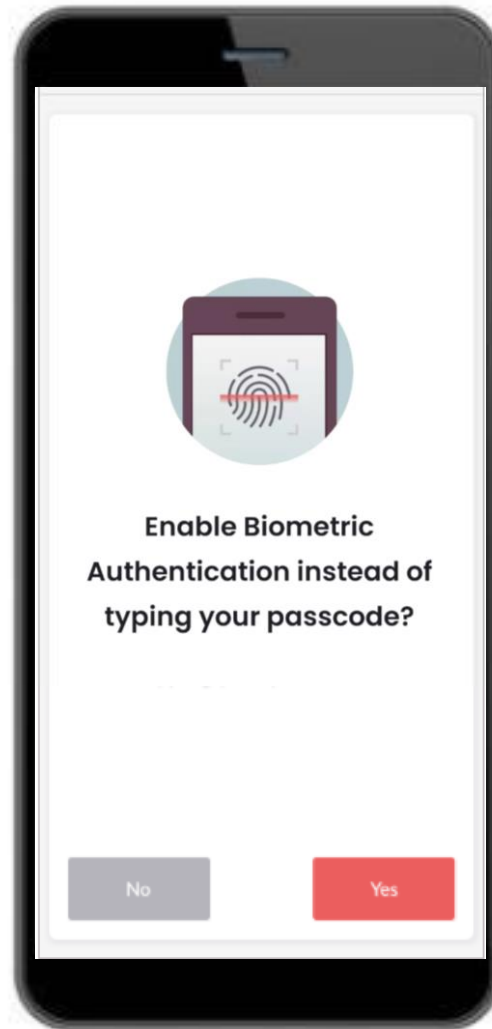 Enable Biometric
Authentication instead of
typing your passcode?
No
Yes